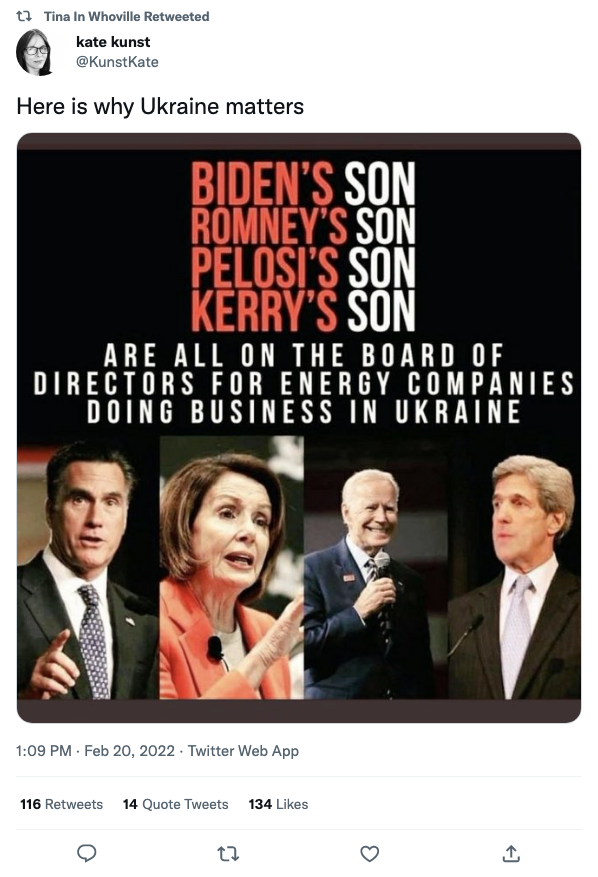 Tina In Whoville Retweeted
kate kunst
@KunstKate
Here is why Ukraine matters
BIDEN'S SON
ROMNEY'S SON
PELOSI'S SON
KERRY'S SON
ARE ALL ON THE BOARD OF
DIRECTORS FOR ENERGY COMPANIES
DOING BUSINESS IN UKRAINE
1:09 PM · Feb 20, 2022 · Twitter Web App
116 Retweets 14 Quote Tweets 134 Likes